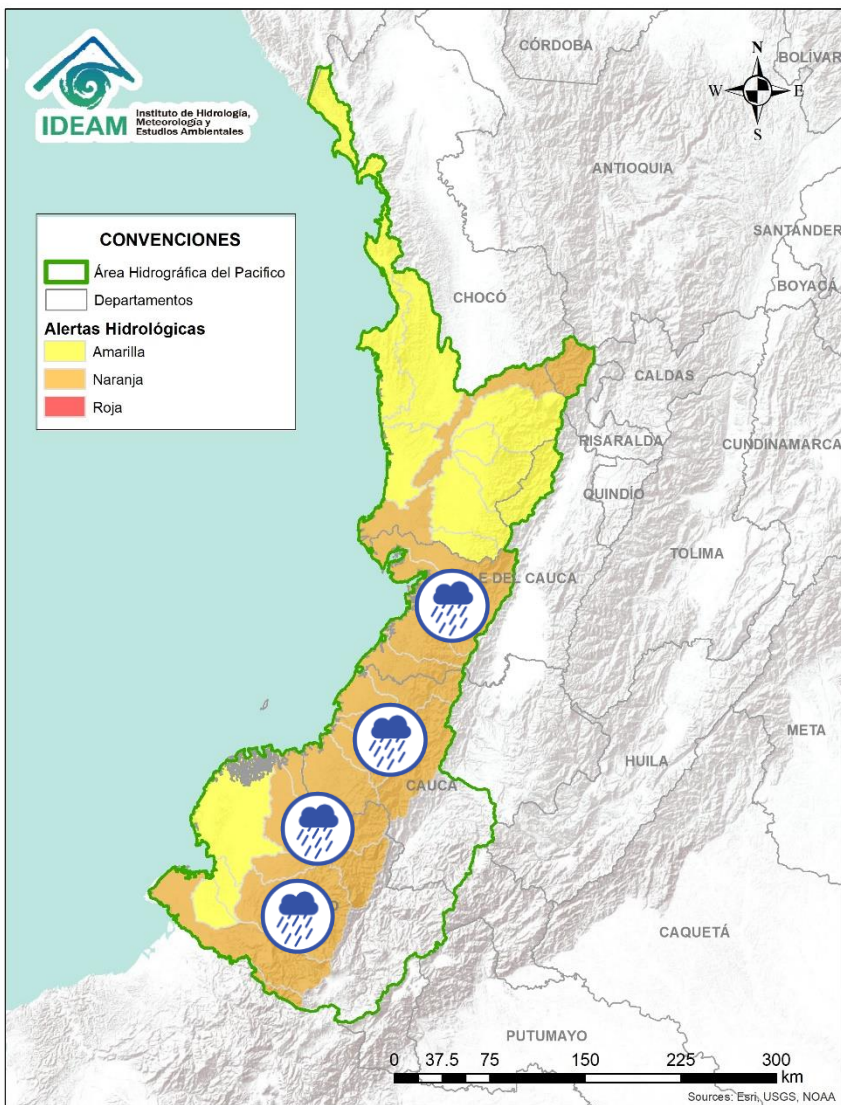 IDEAM
Instituto de Hidrología,
Meteorología y
Estudios Ambientales
CÓRDOBA
BOLÍVAR
N
W
E
S
ANTIOQUIA
SANTANDER
BOYACÁ
CONVENCIONES
Área Hidrográfica del Pacifico
Departamentos
Alertas Hidrológicas
Amarilla
Naranja
Roja
CHOCÓ
CALDAS
RISARALDA
CUNDINAMARCA
QUINDÍO
TOLIMA
LE DEL CAUCA
META
HUILA
CAUCA
CAQUETÁ
PUTUMAYO
0 37.5 75 150 225 300
km
Sources: Esri, USGS, NOAA